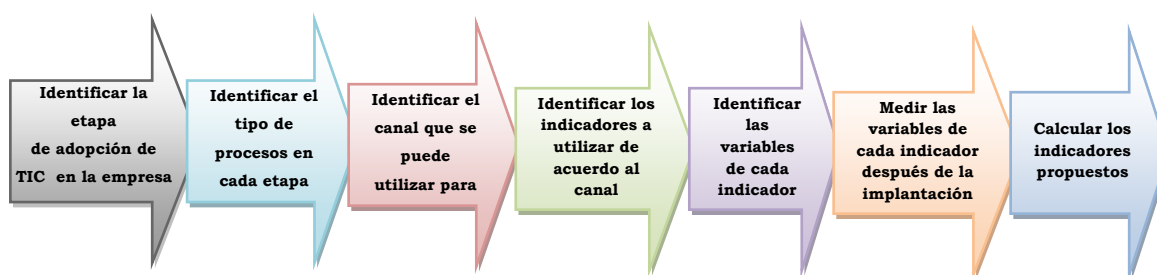 Identificar la
etapa
de adopción de
TIC en la empresa
Identificar el
tipo de
procesos en
cada etapa
Identificar el
canal que se
puede
utilizar para
Identificar los
indicadores a
utilizar de
acuerdo al
canal
Identificar
las
variables
de cada
indicador
Medir las
variables de
cada indicador
después de la
implantación
Calcular los
indicadores
propuestos